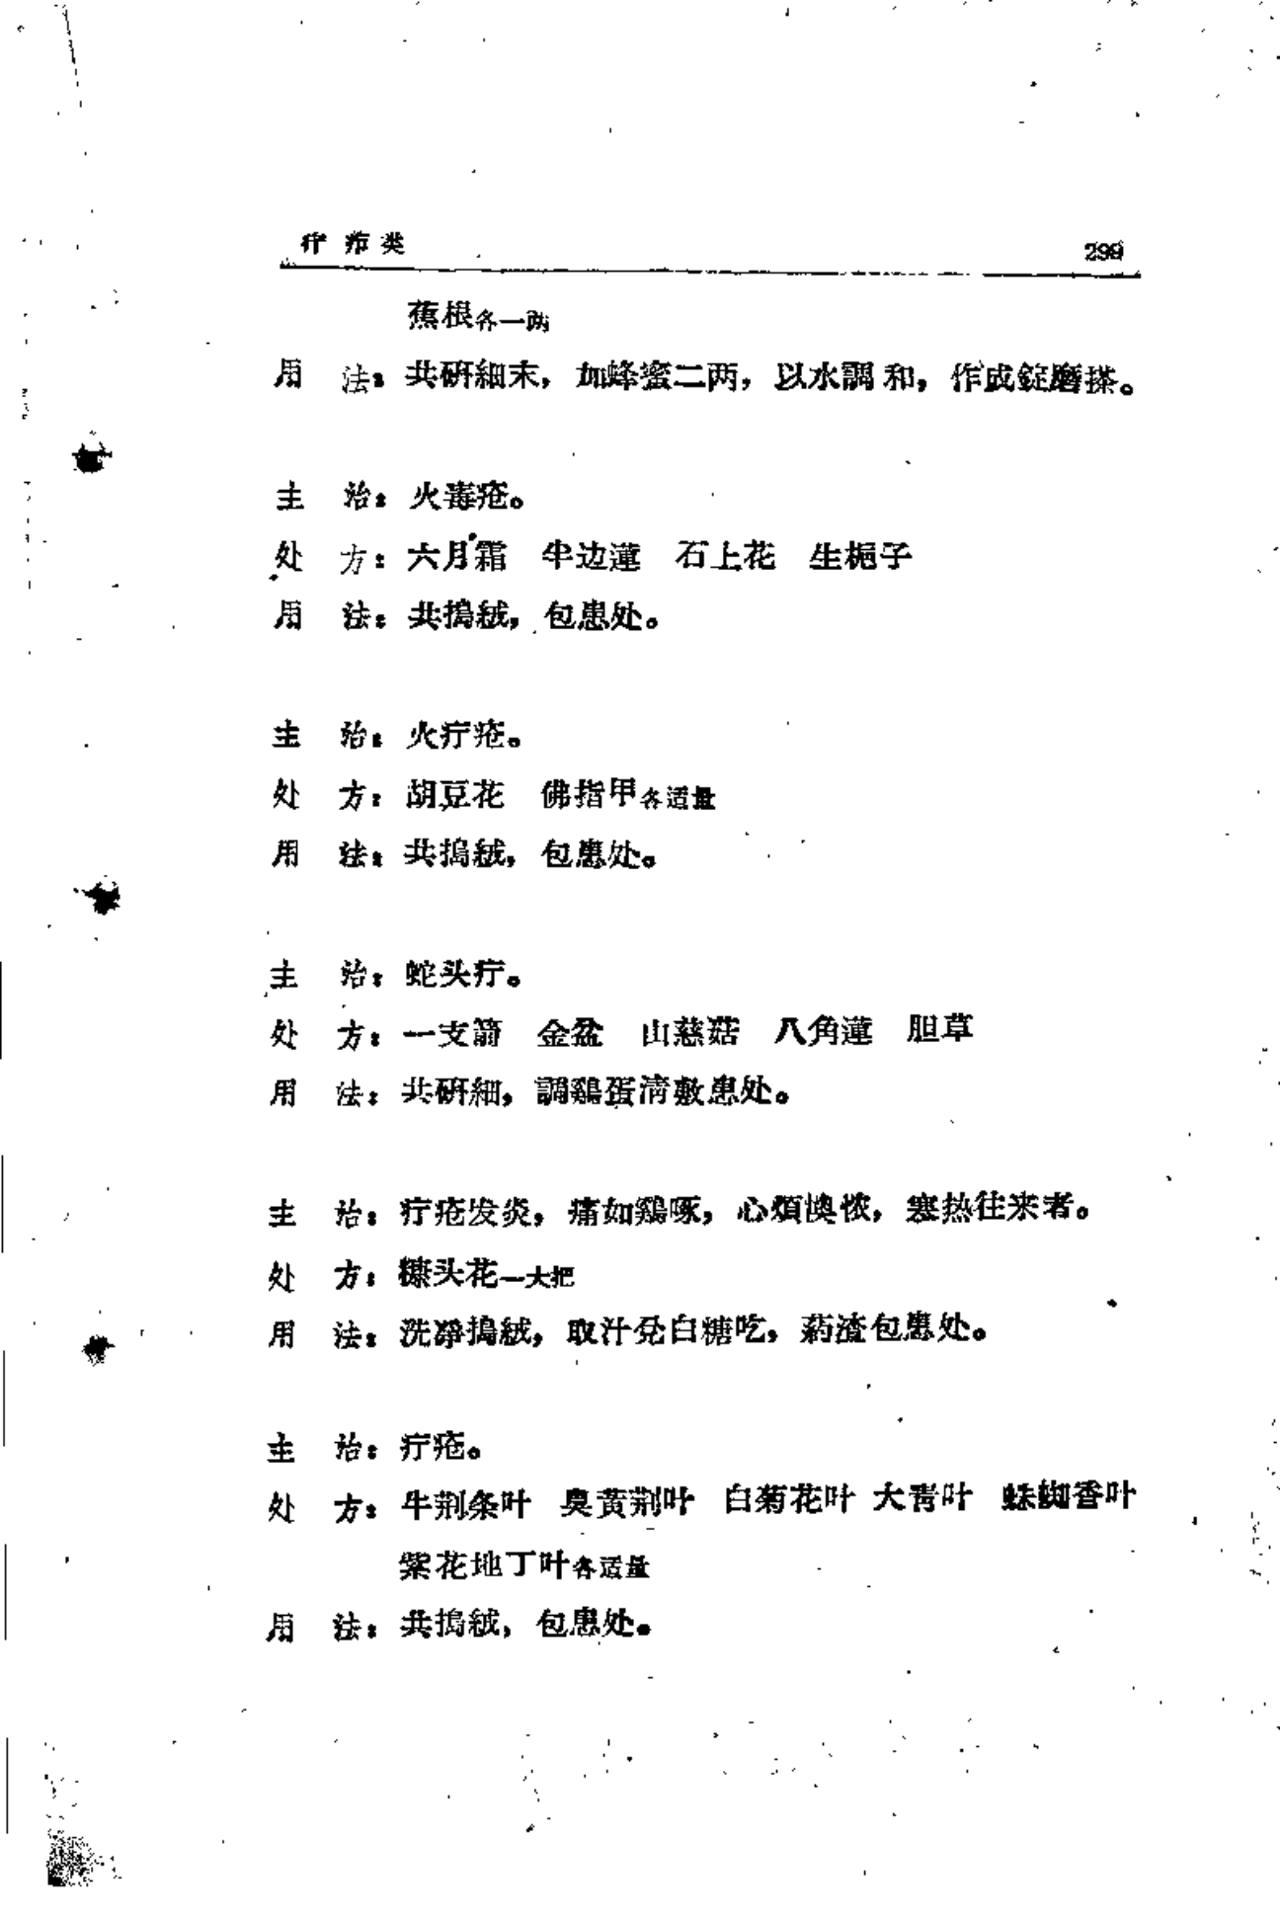 疔疖类 299
蕉根各一两
用 法：共研細末，加蜂蜜二两，以水調和，作成錠磨搽。
主 治：火毒疮。
处 方：六月霜 半边蓮 石上花 生梔子
用 法：共搗絨，包患处。
主 治：火疔疮。
处 方：胡豆花 佛指甲各适量
用 法：共搗絨，包患处。
主 治：蛇头疔。
处 方：一支箭 金盆 山慈菇 八角蓮 胆草
用 法：共研細，調鷄蛋清敷患处。
主 治：疔疮发炎，痛如鷄啄，心煩懊憹，寒热往来者。
处 方：糠头花一大把
用 法：洗凈搗絨，取汁兑白糖吃，葯渣包患处。
主 治：疔疮。
处 方：牛荆条叶 臭黄荆叶 白菊花叶 大青叶 蛛蜘香叶
紫花地丁叶各适量
用 法：共搗絨，包患处。